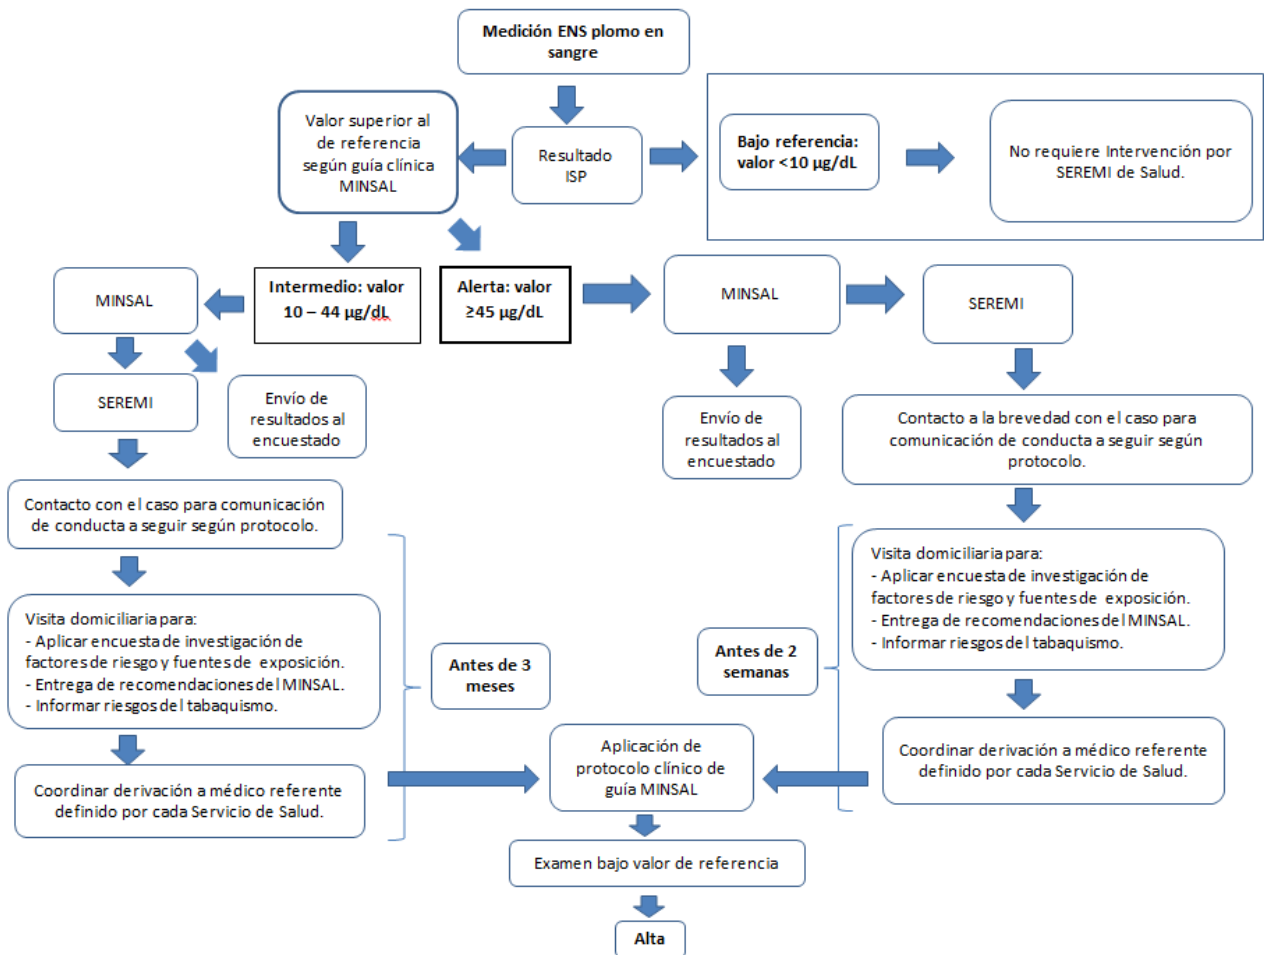 Medición ENS plomo en
sangre
Valor superior al
de referencia
según guía clínica
MINSAL
Resultado
ISP
Bajo referencia:
valor <10 µg/dL
No requiere Intervención por
SEREMI de Salud.
MINSAL
Intermedio: valor
10 – 44 µg/dL
Alerta: valor
≥45 µg/dL
MINSAL
SEREMI
SEREMI
Envío de
resultados al
encuestado
Envío de
resultados al
encuestado
Contacto a la brevedad con el caso para
comunicación de conducta a seguir según
protocolo.
Contacto con el caso para comunicación
de conducta a seguir según protocolo.
Visita domiciliaria para:
- Aplicar encuesta de investigación de
factores de riesgo y fuentes de exposición.
- Entrega de recomendaciones del MINSAL.
- Informar riesgos del tabaquismo.
Antes de 3
meses
Antes de 2
semanas
Visita domiciliaria para:
- Aplicar encuesta de investigación de
factores de riesgo y fuentes de exposición.
- Entrega de recomendaciones del MINSAL.
- Informar riesgos del tabaquismo.
Coordinar derivación a médico referente
definido por cada Servicio de Salud.
Aplicación de
protocolo clínico de
guía MINSAL
Coordinar derivación a médico referente
definido por cada Servicio de Salud.
Examen bajo valor de referencia
Alta